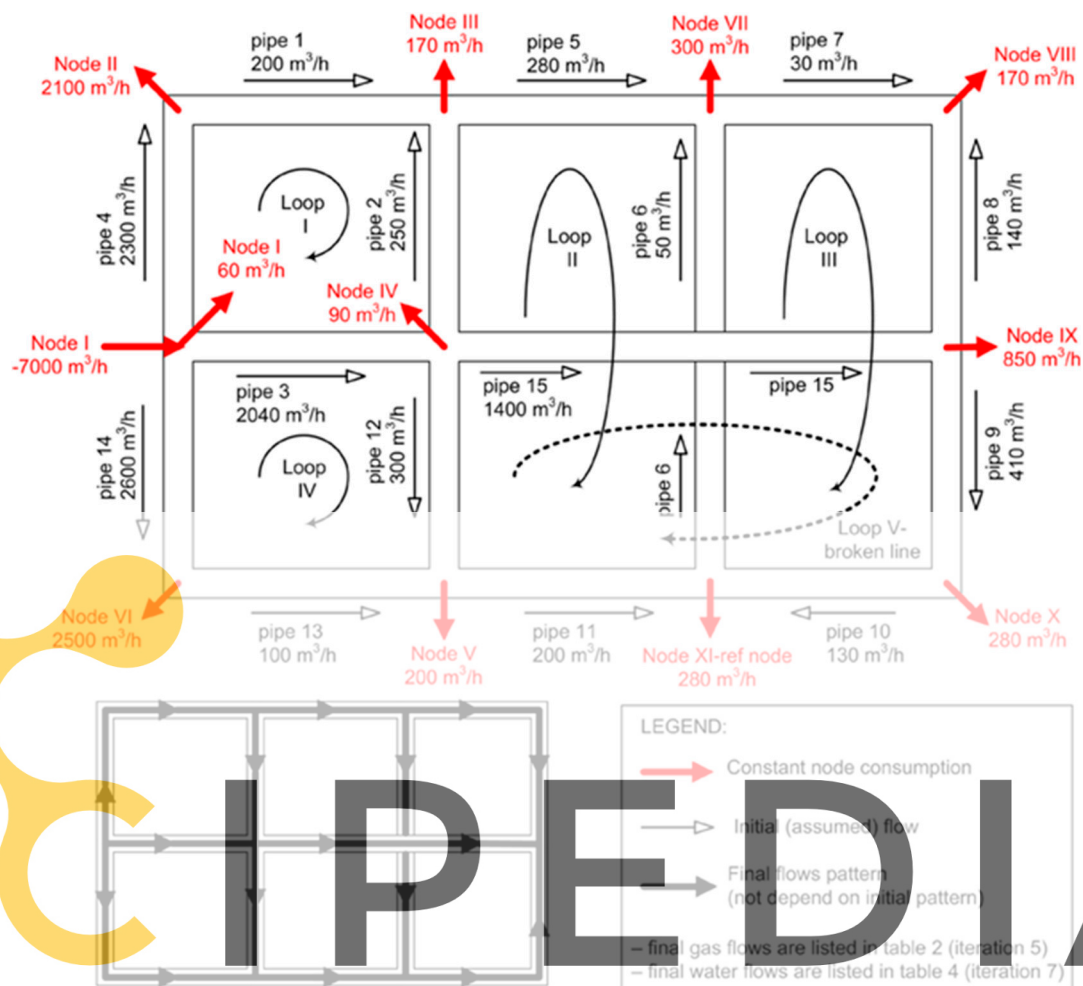 Node III
170 m³/h
Node VII
300 m³/h
pipe 1
200 m³/h
pipe 5
280 m³/h
pipe 7
30 m³/h
Node II
2100 m³/h
Node VIII
170 m³/h
pipe 4
2300 m³/h
Loop
I
pipe 2
250 m³/h
Loop
II
pipe 6
50 m³/h
Loop
III
pipe 8
140 m³/h
Node I
60 m³/h
Node IV
90 m³/h
Node I
-7000 m³/h
Node IX
850 m³/h
pipe 3
2040 m³/h
pipe 15
1400 m³/h
pipe 15
pipe 14
2600 m³/h
Loop
IV
pipe 12
300 m³/h
pipe 6
pipe 9
410 m³/h
Loop V-
broken line
Node VI
2500 m³/h
pipe 13
100 m³/h
Node V
200 m³/h
pipe 11
200 m³/h
Node XI-ref node
280 m³/h
pipe 10
130 m³/h
Node X
280 m³/h
LEGEND:
Constant node consumption
Initial (assumed) flow
Final flows pattern
(not depend on initial pattern)
– final gas flows are listed in table 2 (iteration 5)
– final water flows are listed in table 4 (iteration 7)
CIPEDIA